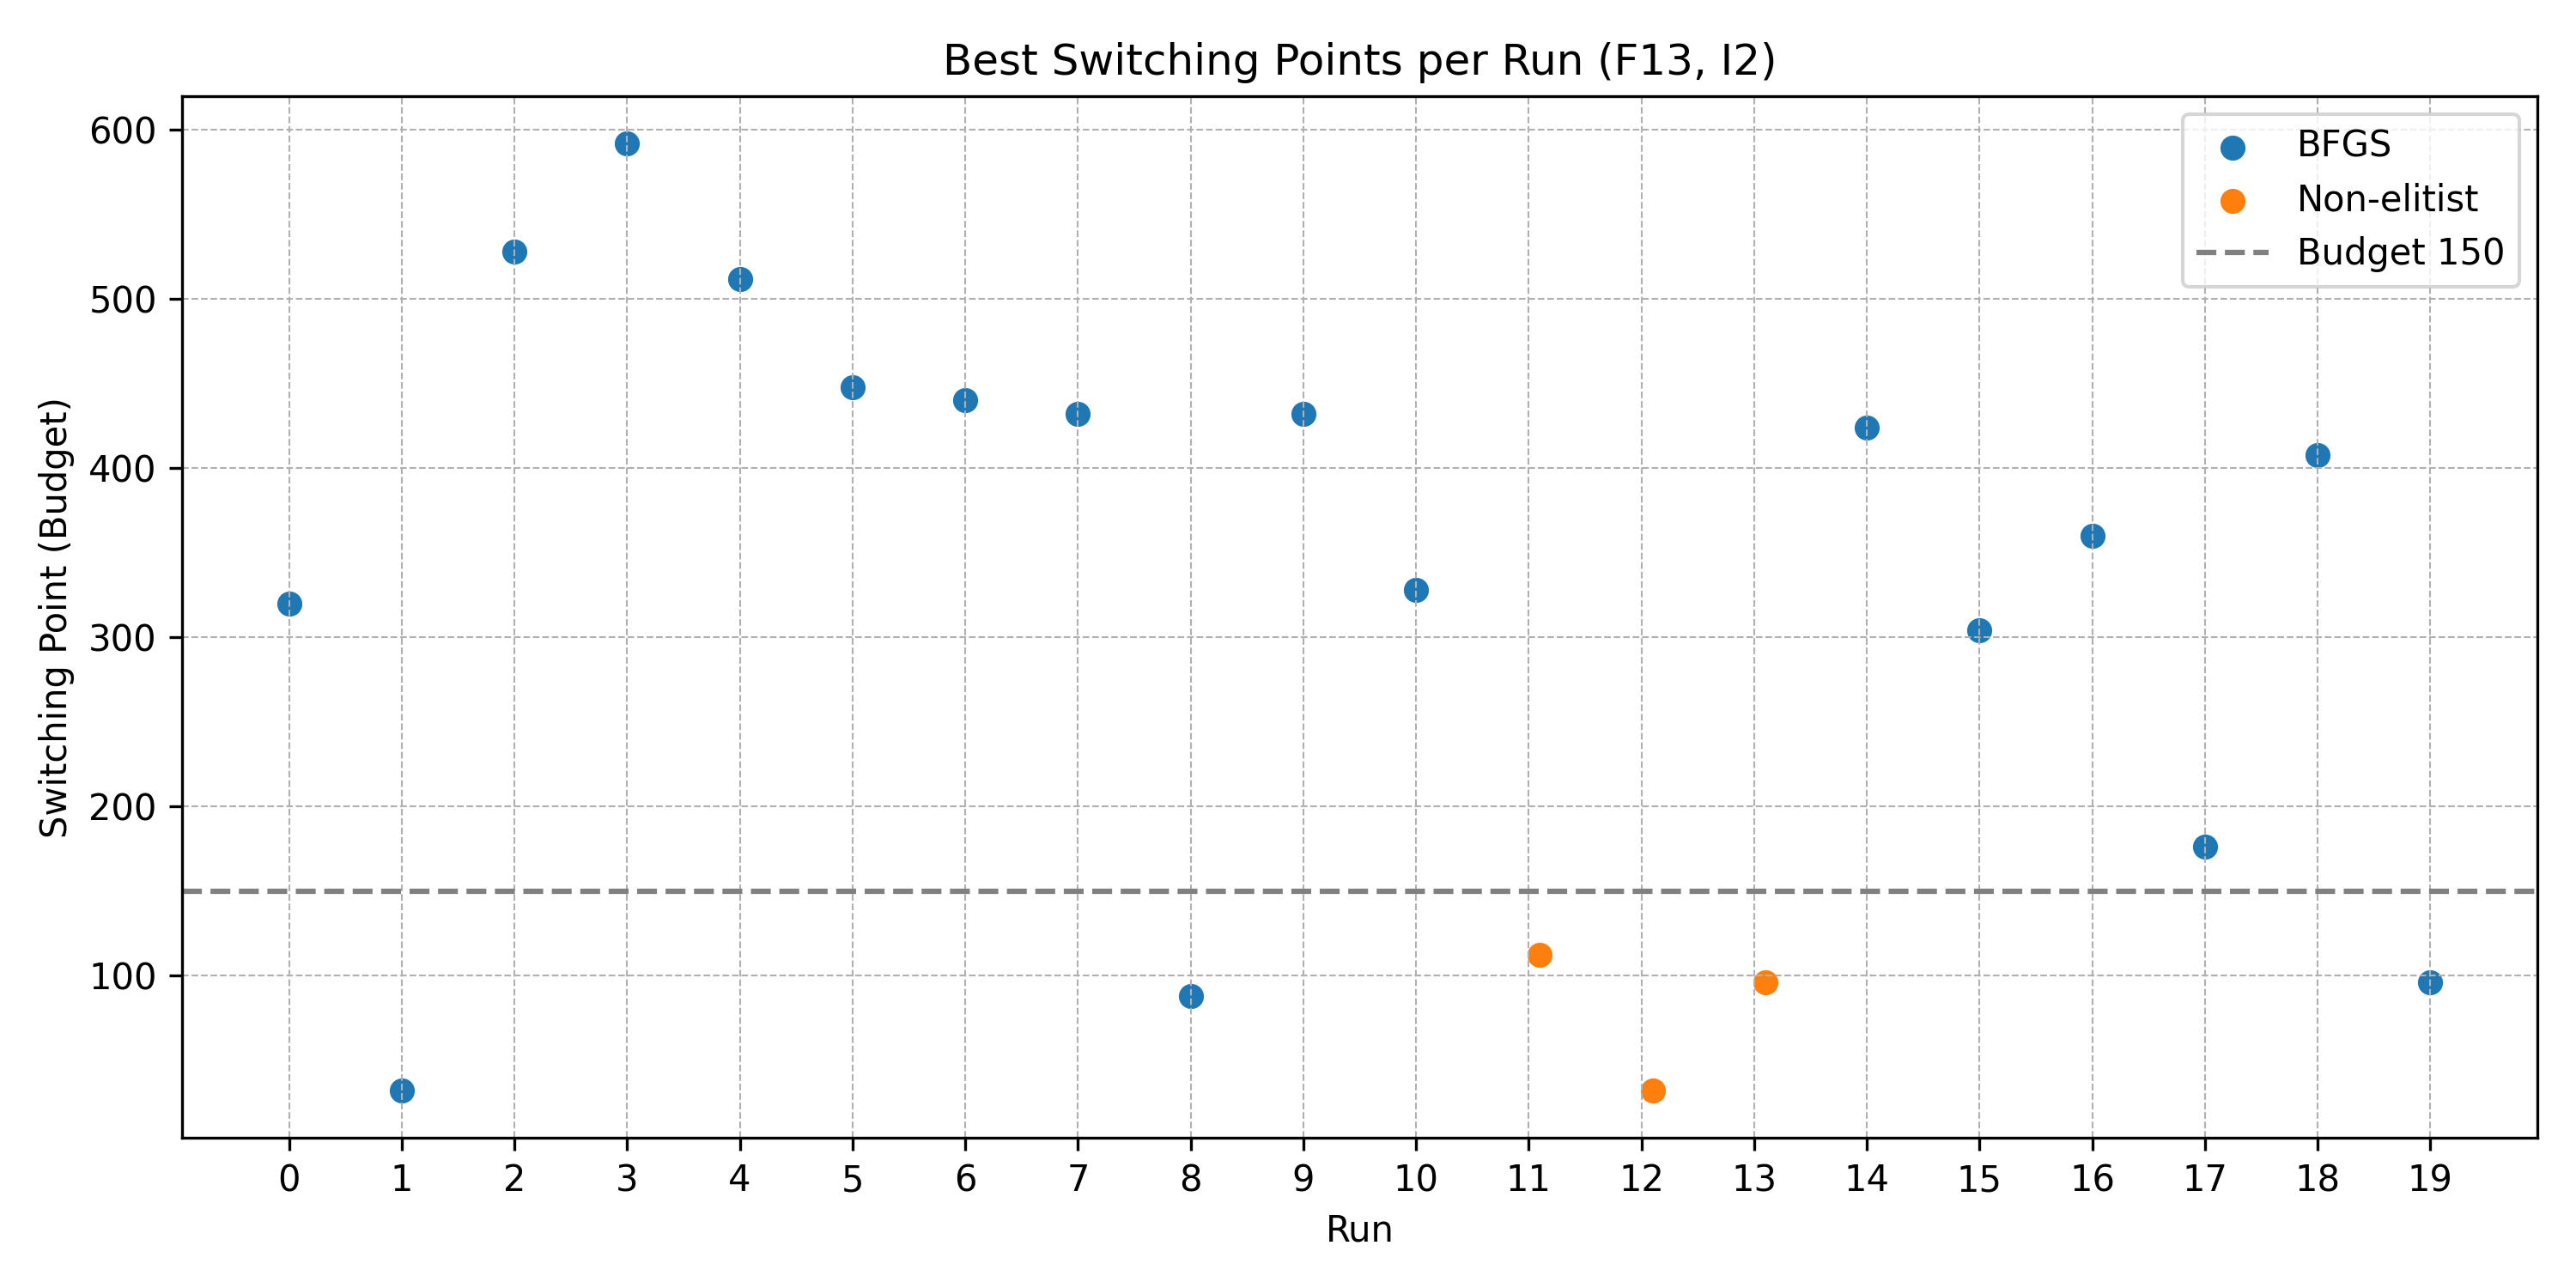 Best Switching Points per Run (F13, I2)
Switching Point (Budget)
600
500
400
300
200
100
BFGS
Non-elitist
Budget 150
0 1 2 3 4 5 6 7 8 9 10 11 12 13 14 15 16 17 18 19
Run